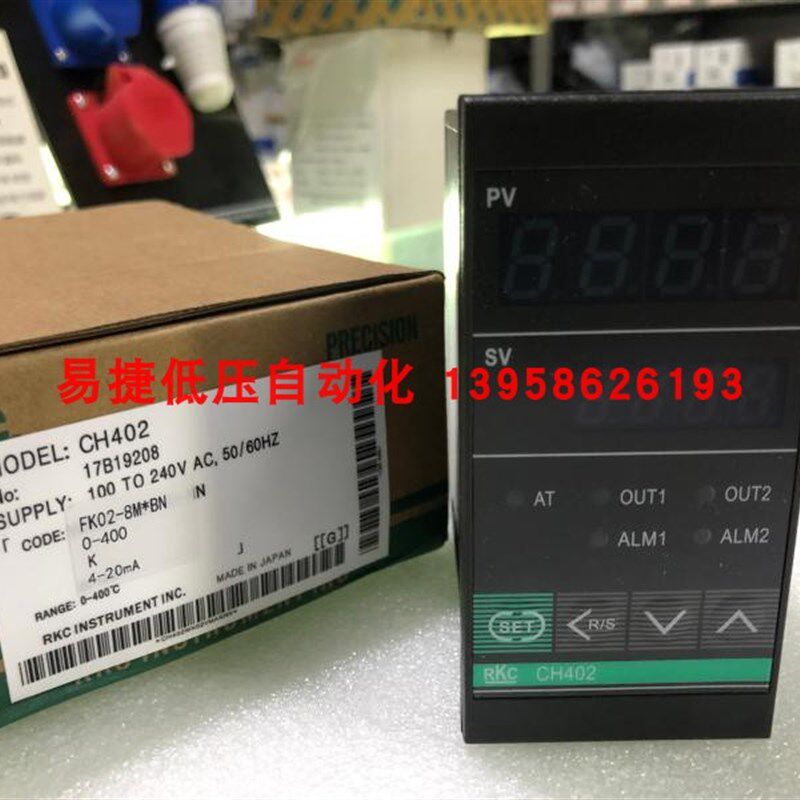 PRECISION
易捷低压自动化 13958626193
MODEL: CH402
No: 17B19208
SUPPLY: 100 TO 240V AC, 50/60HZ
CODE: FK02-8M*BN IN
0-400
K
4-20mA
RANGE: 0-400℃
RKC INSTRUMENT INC.
MADE IN JAPAN
[[G]]
PV
SV
AT OUT1 OUT2
ALM1 ALM2
SET <R/S
RKC CH402